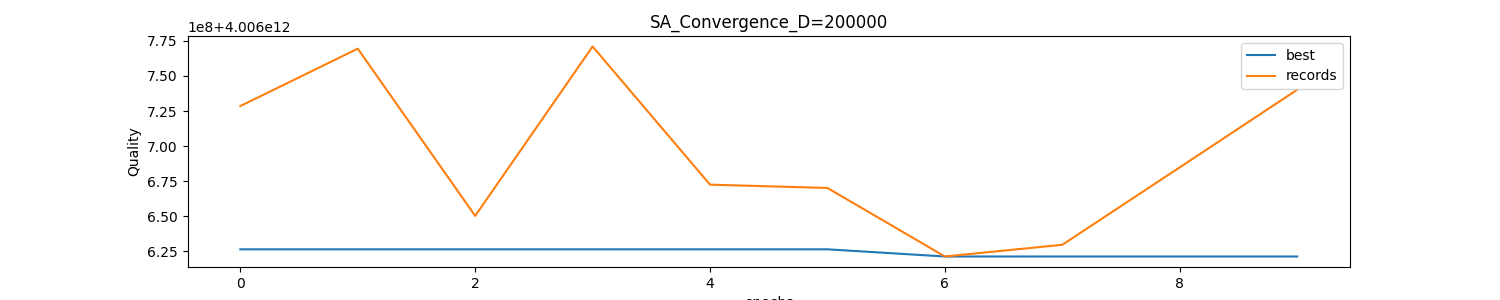 SA_Convergence_D=200000
1e8+4.006e12
7.75
7.50
7.25
7.00
6.75
6.50
6.25
Quality
best
records
0 2 4 6 8
epochs